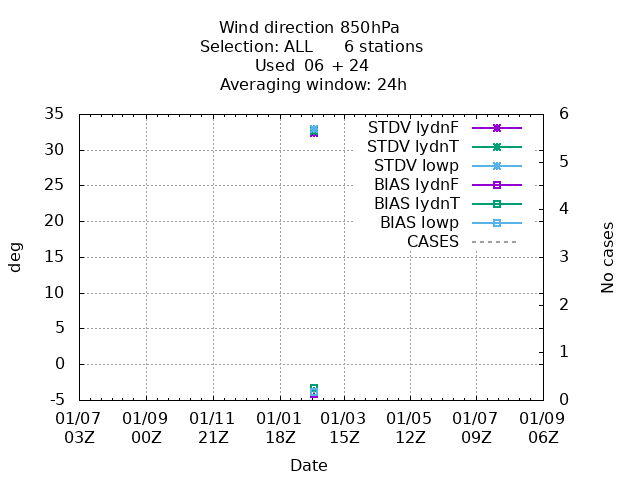 Wind direction 850hPa
Selection: ALL      6 stations
Used  06 + 24
Averaging window: 24h
35
30
25
20
15
10
5
0
-5
deg
STDV lydnF
STDV lydnT
STDV lowp
BIAS lydnF
BIAS lydnT
BIAS lowp
CASES
6
5
4
3
2
1
0
No cases
01/07 01/09 01/11 01/01 01/03 01/05 01/07 01/09
03Z 00Z 21Z 18Z 15Z 12Z 09Z 06Z
Date